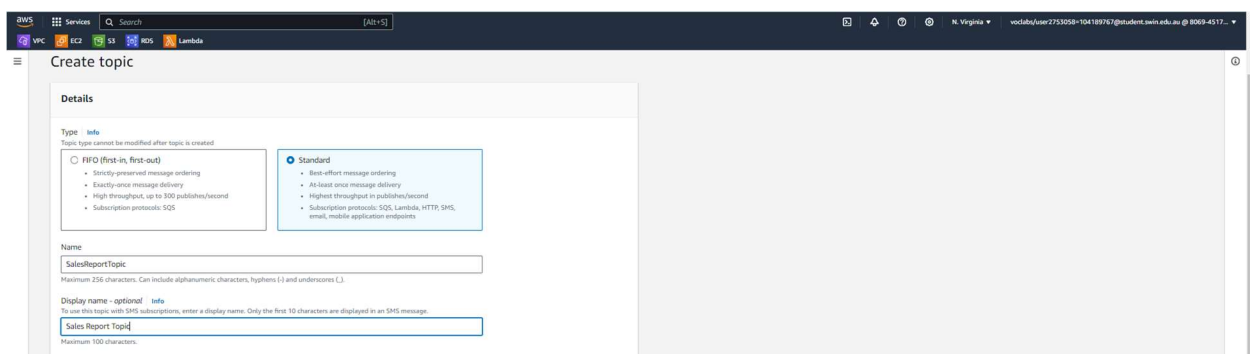 aws
Services
Search
[Alt+S]
N. Virginia
voclabs/user2753058=104189767@student.swin.edu.au @ 8069-4517...
VPC
EC2
S3
RDS
Lambda
Create topic
Details
Type Info
Topic type cannot be modified after topic is created
FIFO (first-in, first-out)
• Strictly-preserved message ordering
• Exactly-once message delivery
• High throughput, up to 300 publishes/second
• Subscription protocols: SQS
Standard
• Best-effort message ordering
• At-least once message delivery
• Highest throughput in publishes/second
• Subscription protocols: SQS, Lambda, HTTP, SMS,
email, mobile application endpoints
Name
SalesReportTopic
Maximum 256 characters. Can include alphanumeric characters, hyphens (-) and underscores (_).
Display name - optional Info
To use this topic with SMS subscriptions, enter a display name. Only the first 10 characters are displayed in an SMS message.
Sales Report Topic
Maximum 100 characters.